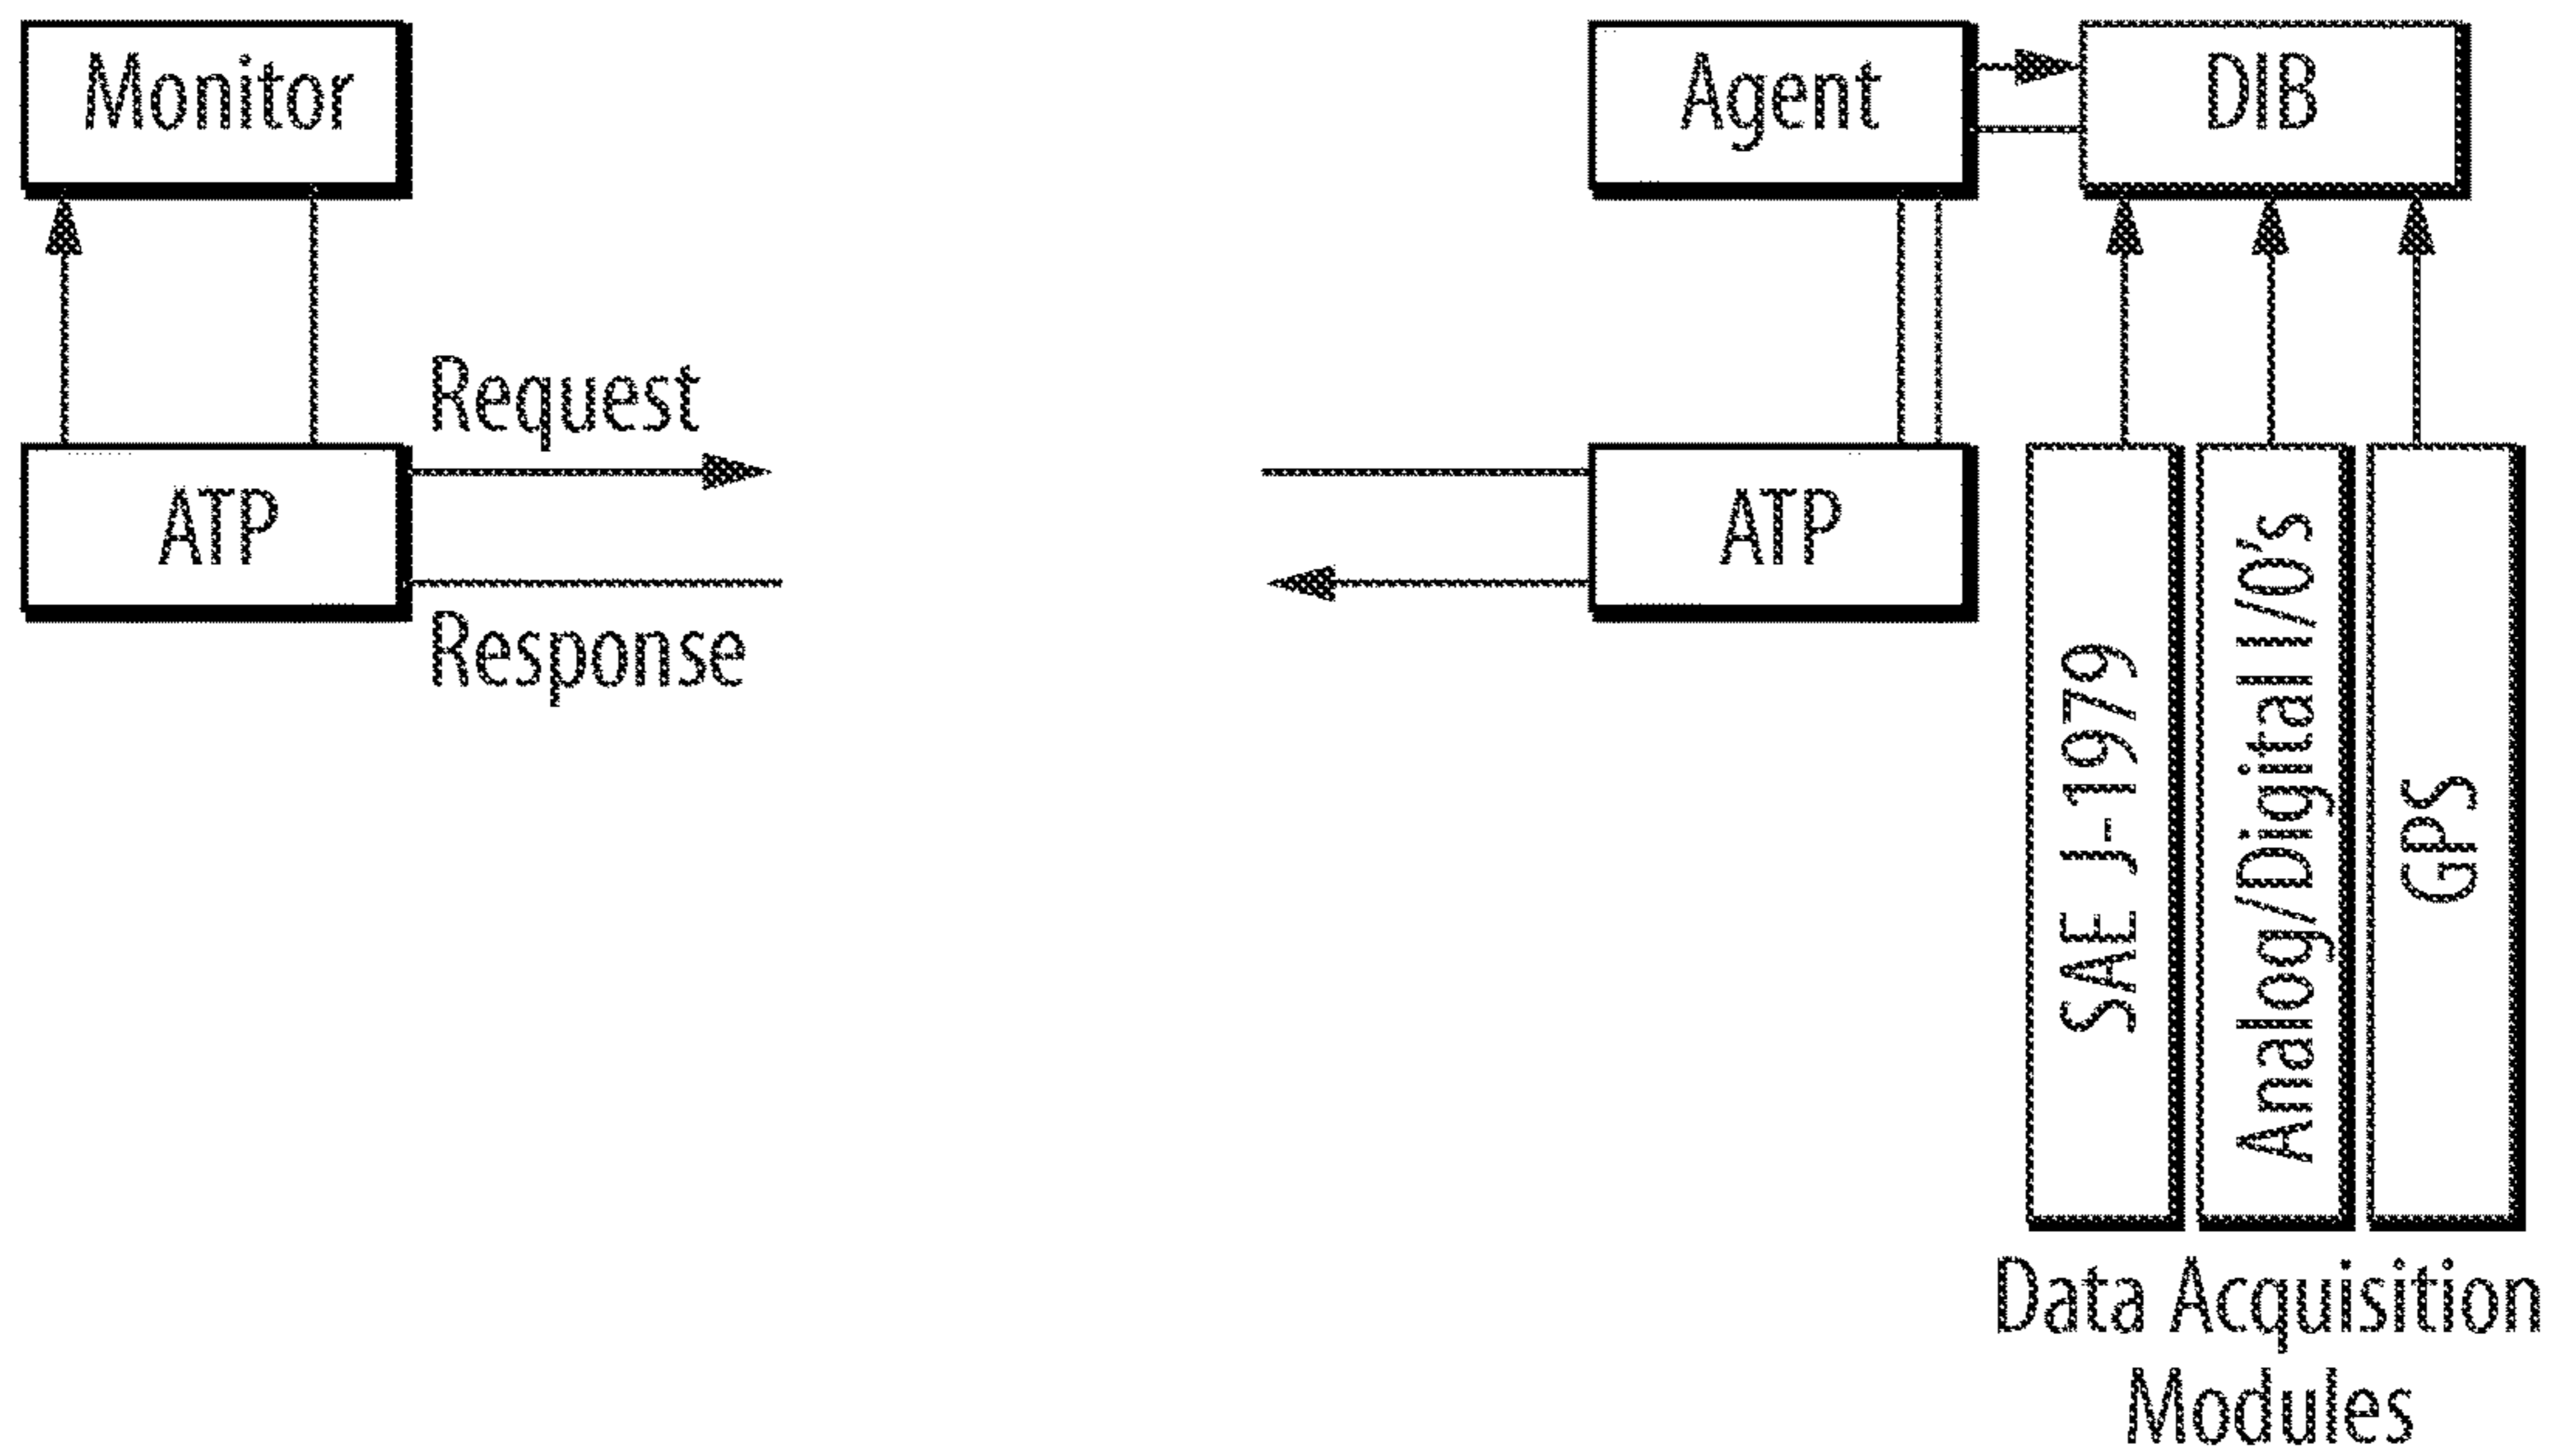 Monitor
Agent
DIB
Request
ATP
ATP
Response
SAE J-1979
Analog/Digital I/O's
GPS
Data Acquisition
Modules